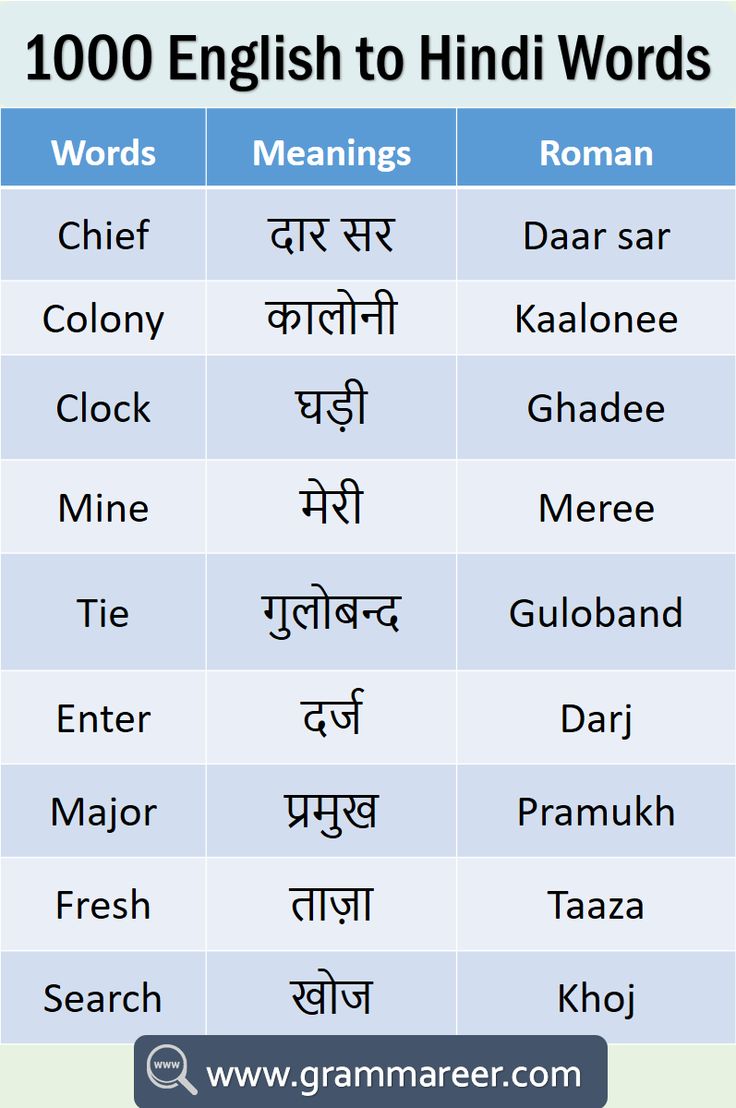 1000 English to Hindi Words
Words Meanings Roman
Chief दार सर Daar sar
Colony कालोनी Kaalonee
Clock घड़ी Ghadee
Mine मेरी Meree
Tie गुलोबन्द Guloband
Enter दर्ज Darj
Major प्रमुख Pramukh
Fresh ताज़ा Taaza
Search खोज Khoj
www www.grammareer.com